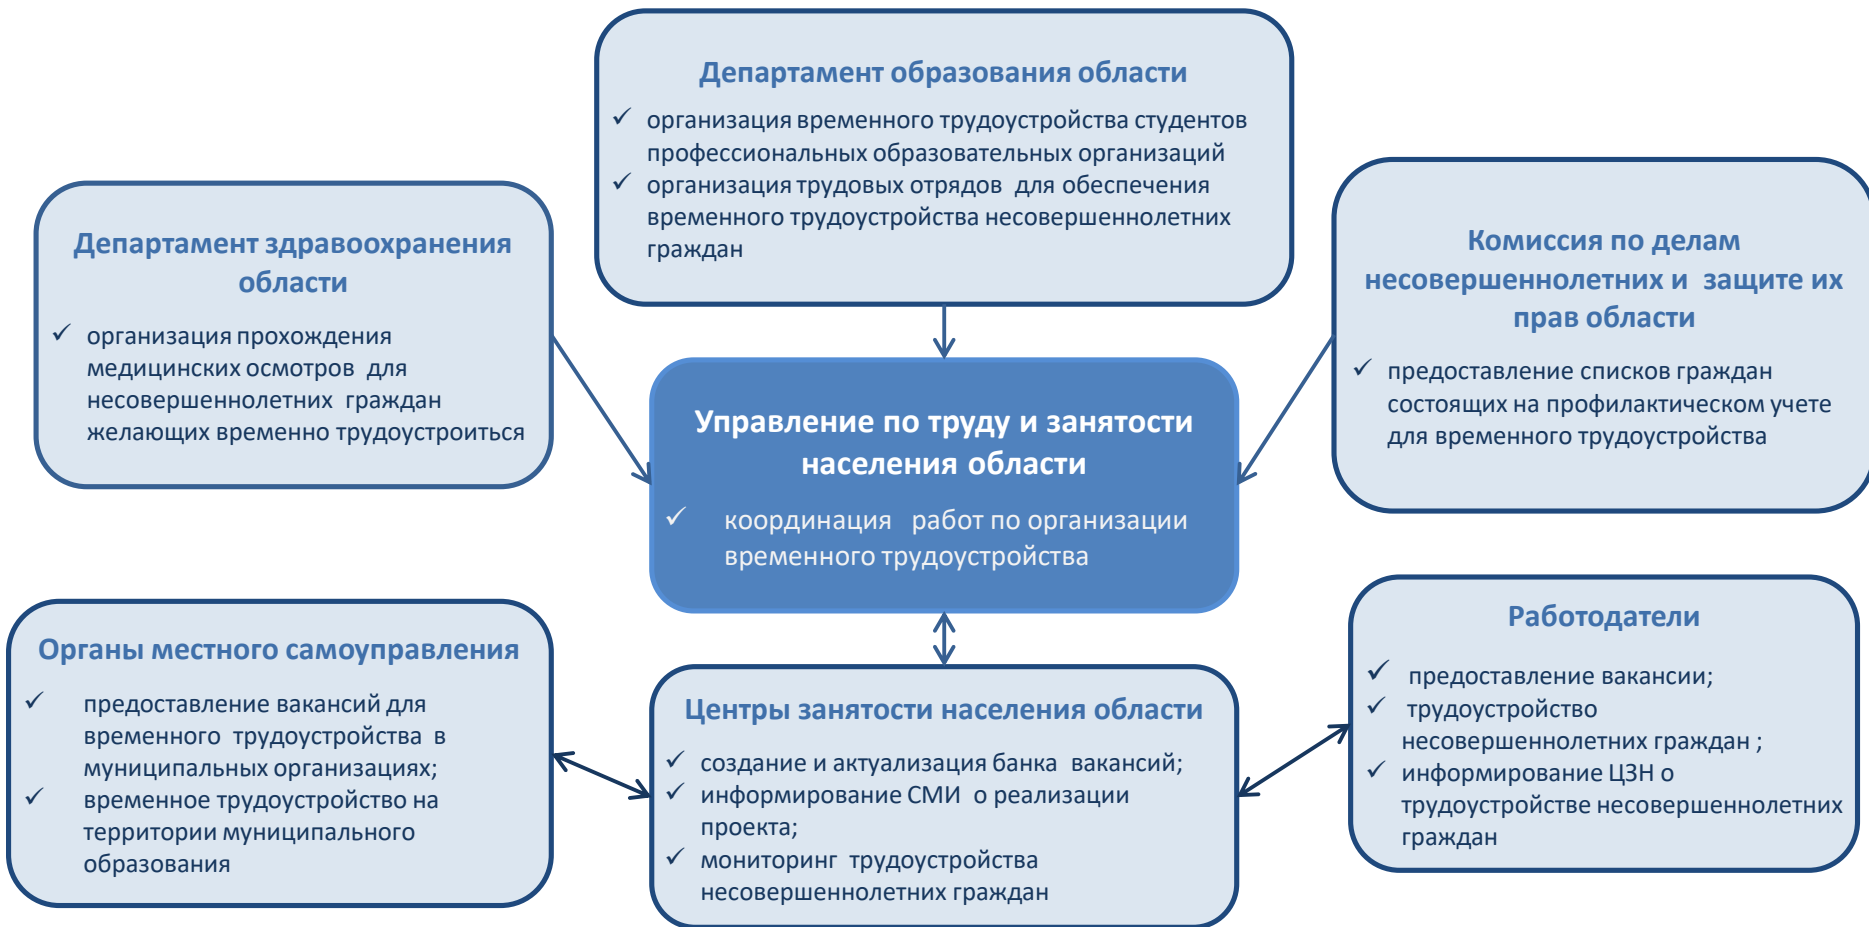 Департамент образования области
✓ организация временного трудоустройства студентов
профессиональных образовательных организаций
✓ организация трудовых отрядов для обеспечения
временного трудоустройства несовершеннолетних
граждан
Департамент здравоохранения
области
✓ организация прохождения
медицинских осмотров для
несовершеннолетних граждан
желающих временно трудоустроиться
Комиссия по делам
несовершеннолетних и защите их
прав области
✓ предоставление списков граждан
состоящих на профилактическом учете
для временного трудоустройства
Управление по труду и занятости
населения области
✓ координация работ по организации
временного трудоустройства
Органы местного самоуправления
✓ предоставление вакансий для
временного трудоустройства в
муниципальных организациях;
✓ временное трудоустройство на
территории муниципального
образования
Центры занятости населения области
✓ создание и актуализация банка вакансий;
✓ информирование СМИ о реализации
проекта;
✓ мониторинг трудоустройства
несовершеннолетних граждан
Работодатели
✓ предоставление вакансии;
✓ трудоустройство
несовершеннолетних граждан ;
✓ информирование ЦЗН о
трудоустройстве несовершеннолетних
граждан